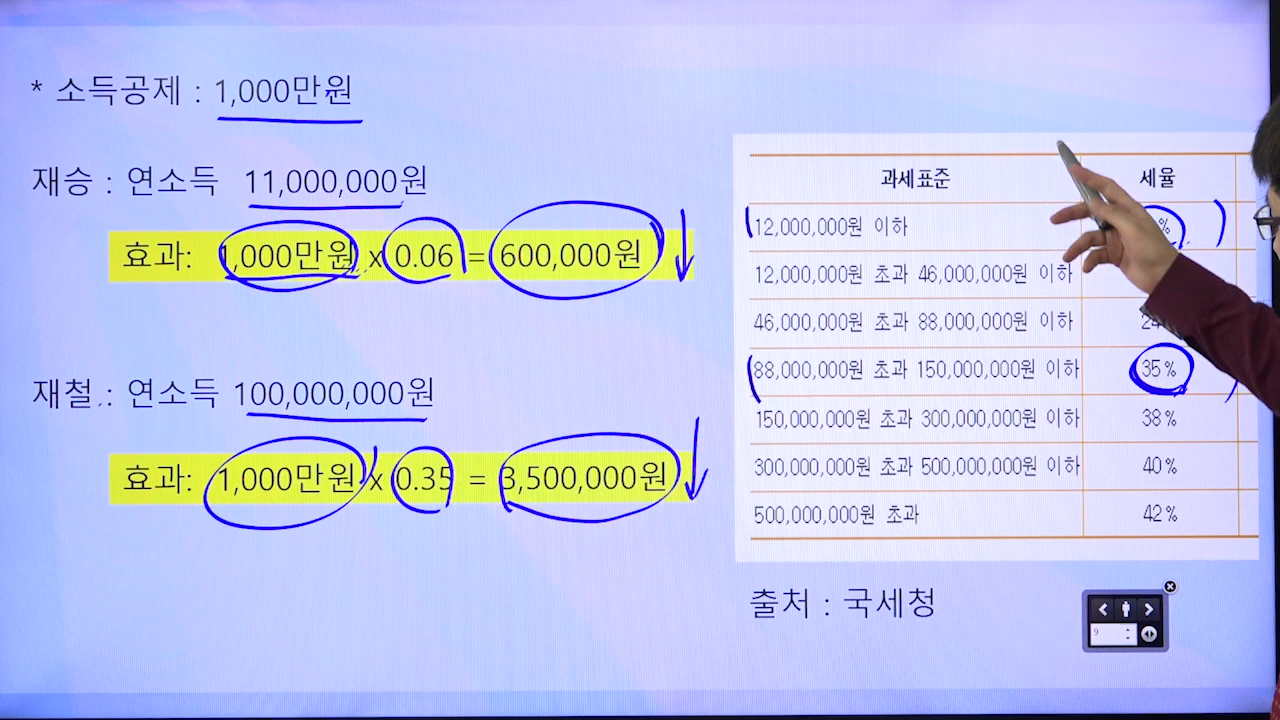 * 소득공제 : 1,000만원
재승 : 연소득 11,000,000원
효과: 1,000만원 x 0.06 = 600,000원
재철 : 연소득 100,000,000원
효과: 1,000만원 x 0.35 = 3,500,000원
과세표준 세율
12,000,000원 이하 %
12,000,000원 초과 46,000,000원 이하
46,000,000원 초과 88,000,000원 이하 24
88,000,000원 초과 150,000,000원 이하 35%
150,000,000원 초과 300,000,000원 이하 38%
300,000,000원 초과 500,000,000원 이하 40%
500,000,000원 초과 42%
출처 : 국세청
9